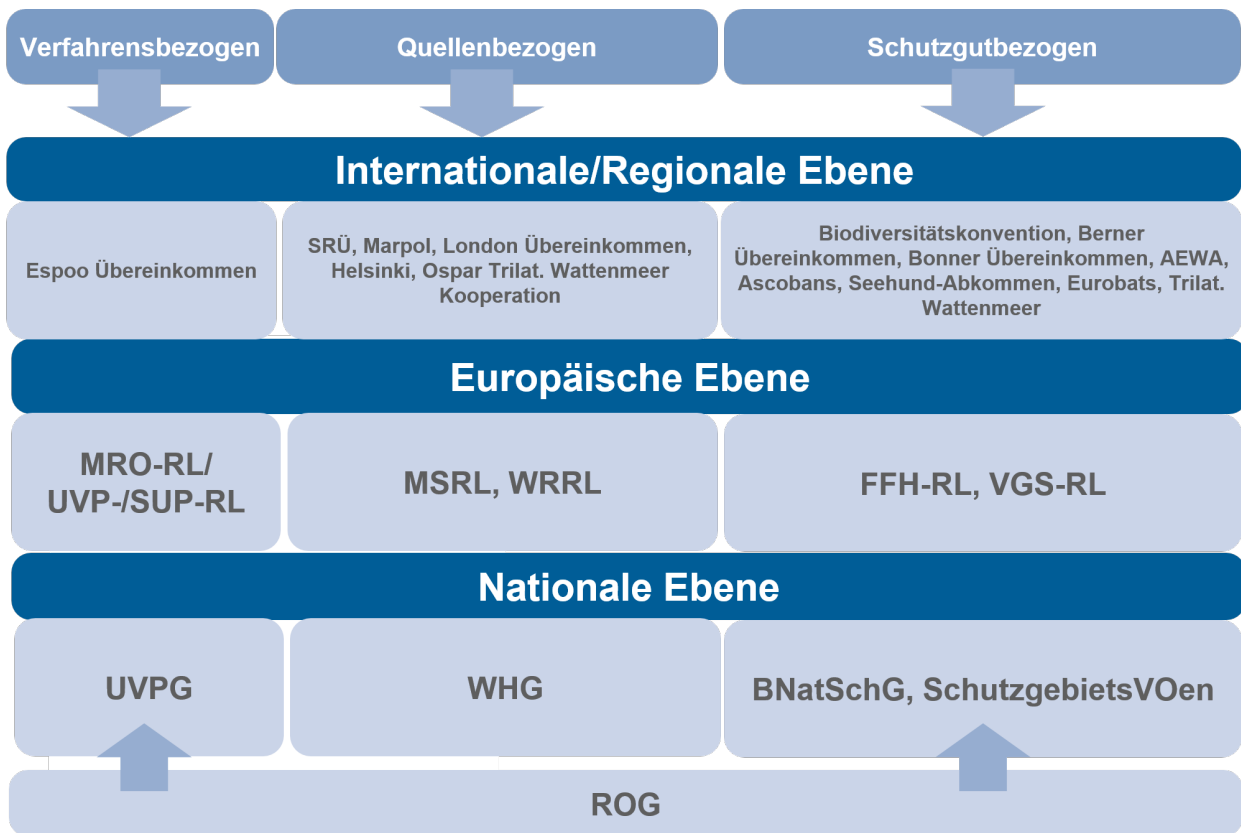 Verfahrensbezogen
Quellenbezogen
Schutzgutbezogen
Internationale/Regionale Ebene
Espoo Übereinkommen
SRÜ, Marpol, London Übereinkommen,
Helsinki, Ospar Trilat. Wattenmeer
Kooperation
Biodiversitätskonvention, Berner
Übereinkommen, Bonner Übereinkommen, AEWA,
Ascobans, Seehund-Abkommen, Eurobats, Trilat.
Wattenmeer
Europäische Ebene
MRO-RL/
UVP-/SUP-RL
MSRL, WRRL
FFH-RL, VGS-RL
Nationale Ebene
UVPG
WHG
BNatSchG, SchutzgebietsVOen
ROG